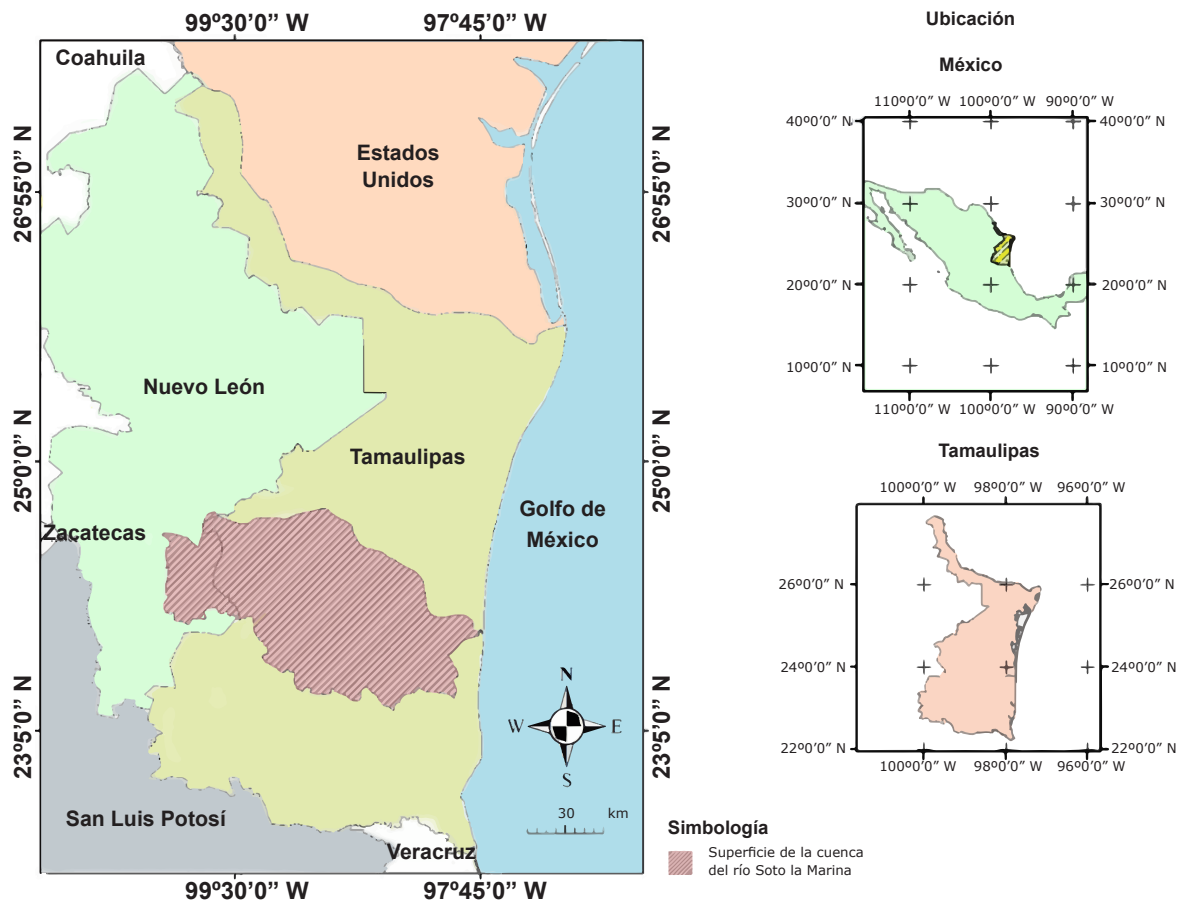 99º30'0” W
97º45'0” W
Coahuila
Estados
Unidos
26º55'0” N
26º55'0” N
Nuevo León
Tamaulipas
25º0'0” N
25º0'0” N
Golfo de
México
Zacatecas
23º5'0” N
23º5'0” N
N
W
E
S
30
km
San Luis Potosí
Veracruz
99º30'0” W
97º45'0” W
Ubicación
México
110º0'0” W
100º0'0” W
90º0'0” W
40º0'0” N
40º0'0” N
30º0'0” N
30º0'0” N
20º0'0” N
20º0'0” N
10º0'0” N
10º0'0” N
110º0'0” W
100º0'0” W
90º0'0” W
Tamaulipas
100º0'0” W
98º0'0” W
96º0'0” W
26º0'0” N
26º0'0” N
24º0'0” N
24º0'0” N
22º0'0” N
22º0'0” N
100º0'0” W
98º0'0” W
96º0'0” W
Simbología
Superficie de la cuenca
del río Soto la Marina